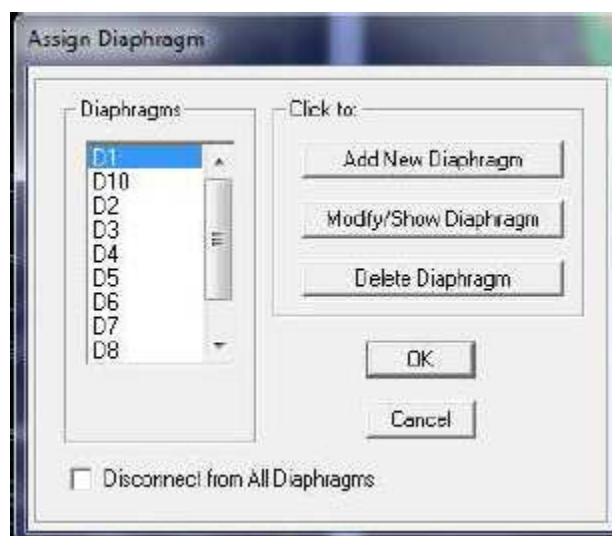 Assign Diaphragm
Diaphragms
D1
D10
D2
D3
D4
D5
D6
D7
D8
Click to:
Add New Diaphragm
Modify/Show Diaphragm
Delete Diaphragm
OK
Cancel
Disconnect from All Diaphragms